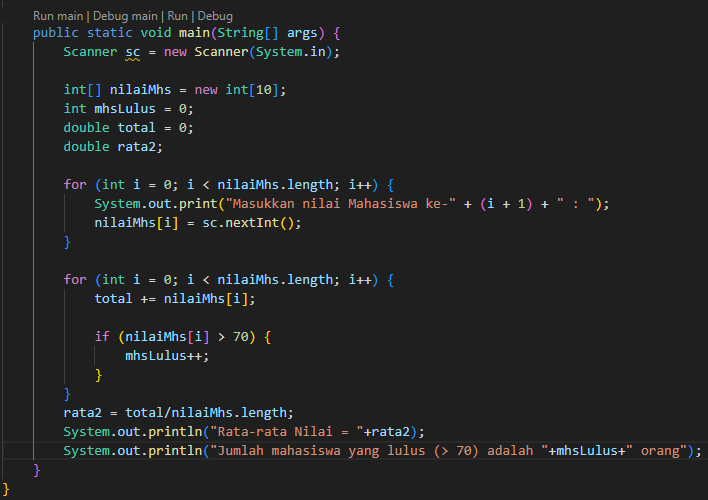 Run main | Debug main | Run | Debug
public static void main(String[] args) {
Scanner sc = new Scanner(System.in);
int[] nilaiMhs = new int[10];
int mhsLulus = 0;
double total = 0;
double rata2;
for (int i = 0; i < nilaiMhs.length; i++) {
System.out.print("Masukkan nilai Mahasiswa ke-" + (i + 1) + " : ");
nilaiMhs[i] = sc.nextInt();
}
for (int i = 0; i < nilaiMhs.length; i++) {
total += nilaiMhs[i];
if (nilaiMhs[i] > 70) {
mhsLulus++;
}
}
rata2 = total/nilaiMhs.length;
System.out.println("Rata-rata Nilai = "+rata2);
System.out.println("Jumlah mahasiswa yang lulus (> 70) adalah "+mhsLulus+" orang");
}
}